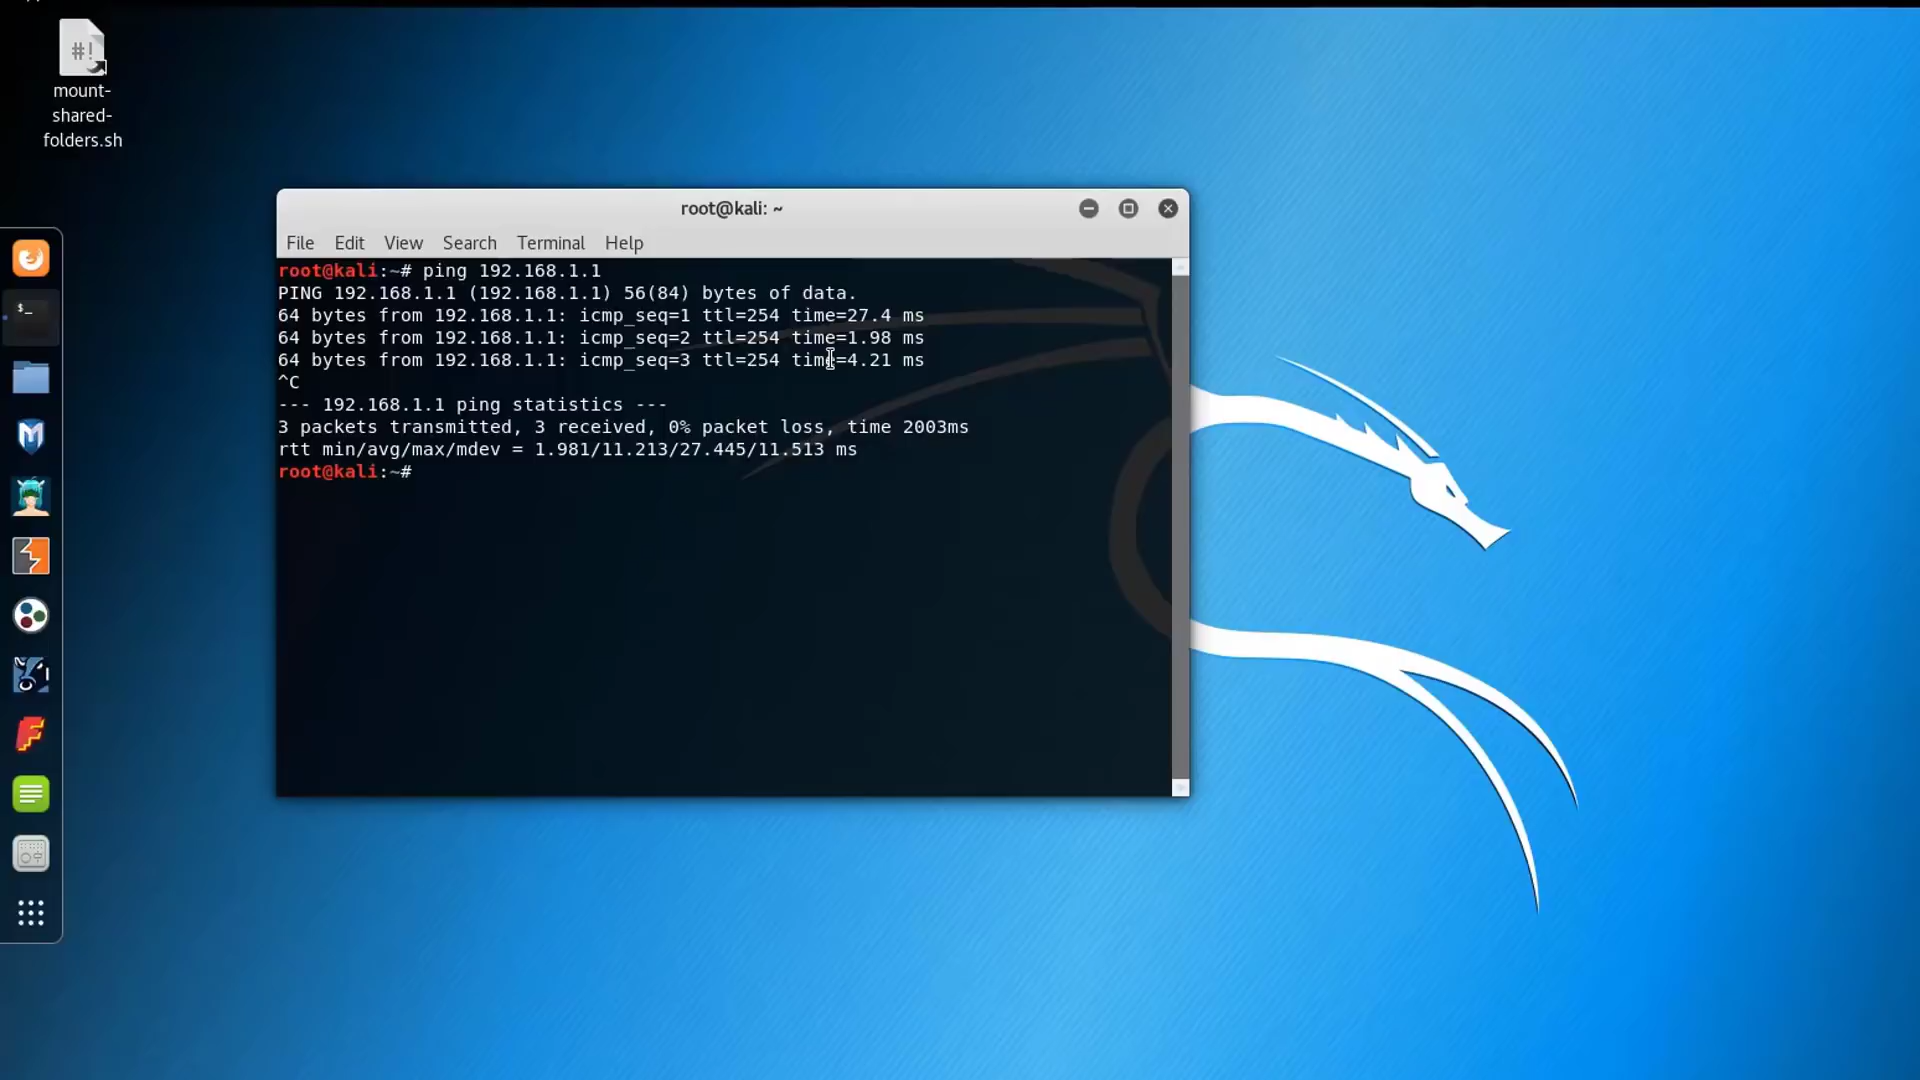 #!
mount-
shared-
folders.sh
root@kali: ~
File Edit View Search Terminal Help
root@kali:~# ping 192.168.1.1
PING 192.168.1.1 (192.168.1.1) 56(84) bytes of data.
64 bytes from 192.168.1.1: icmp_seq=1 ttl=254 time=27.4 ms
64 bytes from 192.168.1.1: icmp_seq=2 ttl=254 time=1.98 ms
64 bytes from 192.168.1.1: icmp_seq=3 ttl=254 time=4.21 ms
^C
--- 192.168.1.1 ping statistics ---
3 packets transmitted, 3 received, 0% packet loss, time 2003ms
rtt min/avg/max/mdev = 1.981/11.213/27.445/11.513 ms
root@kali:~#